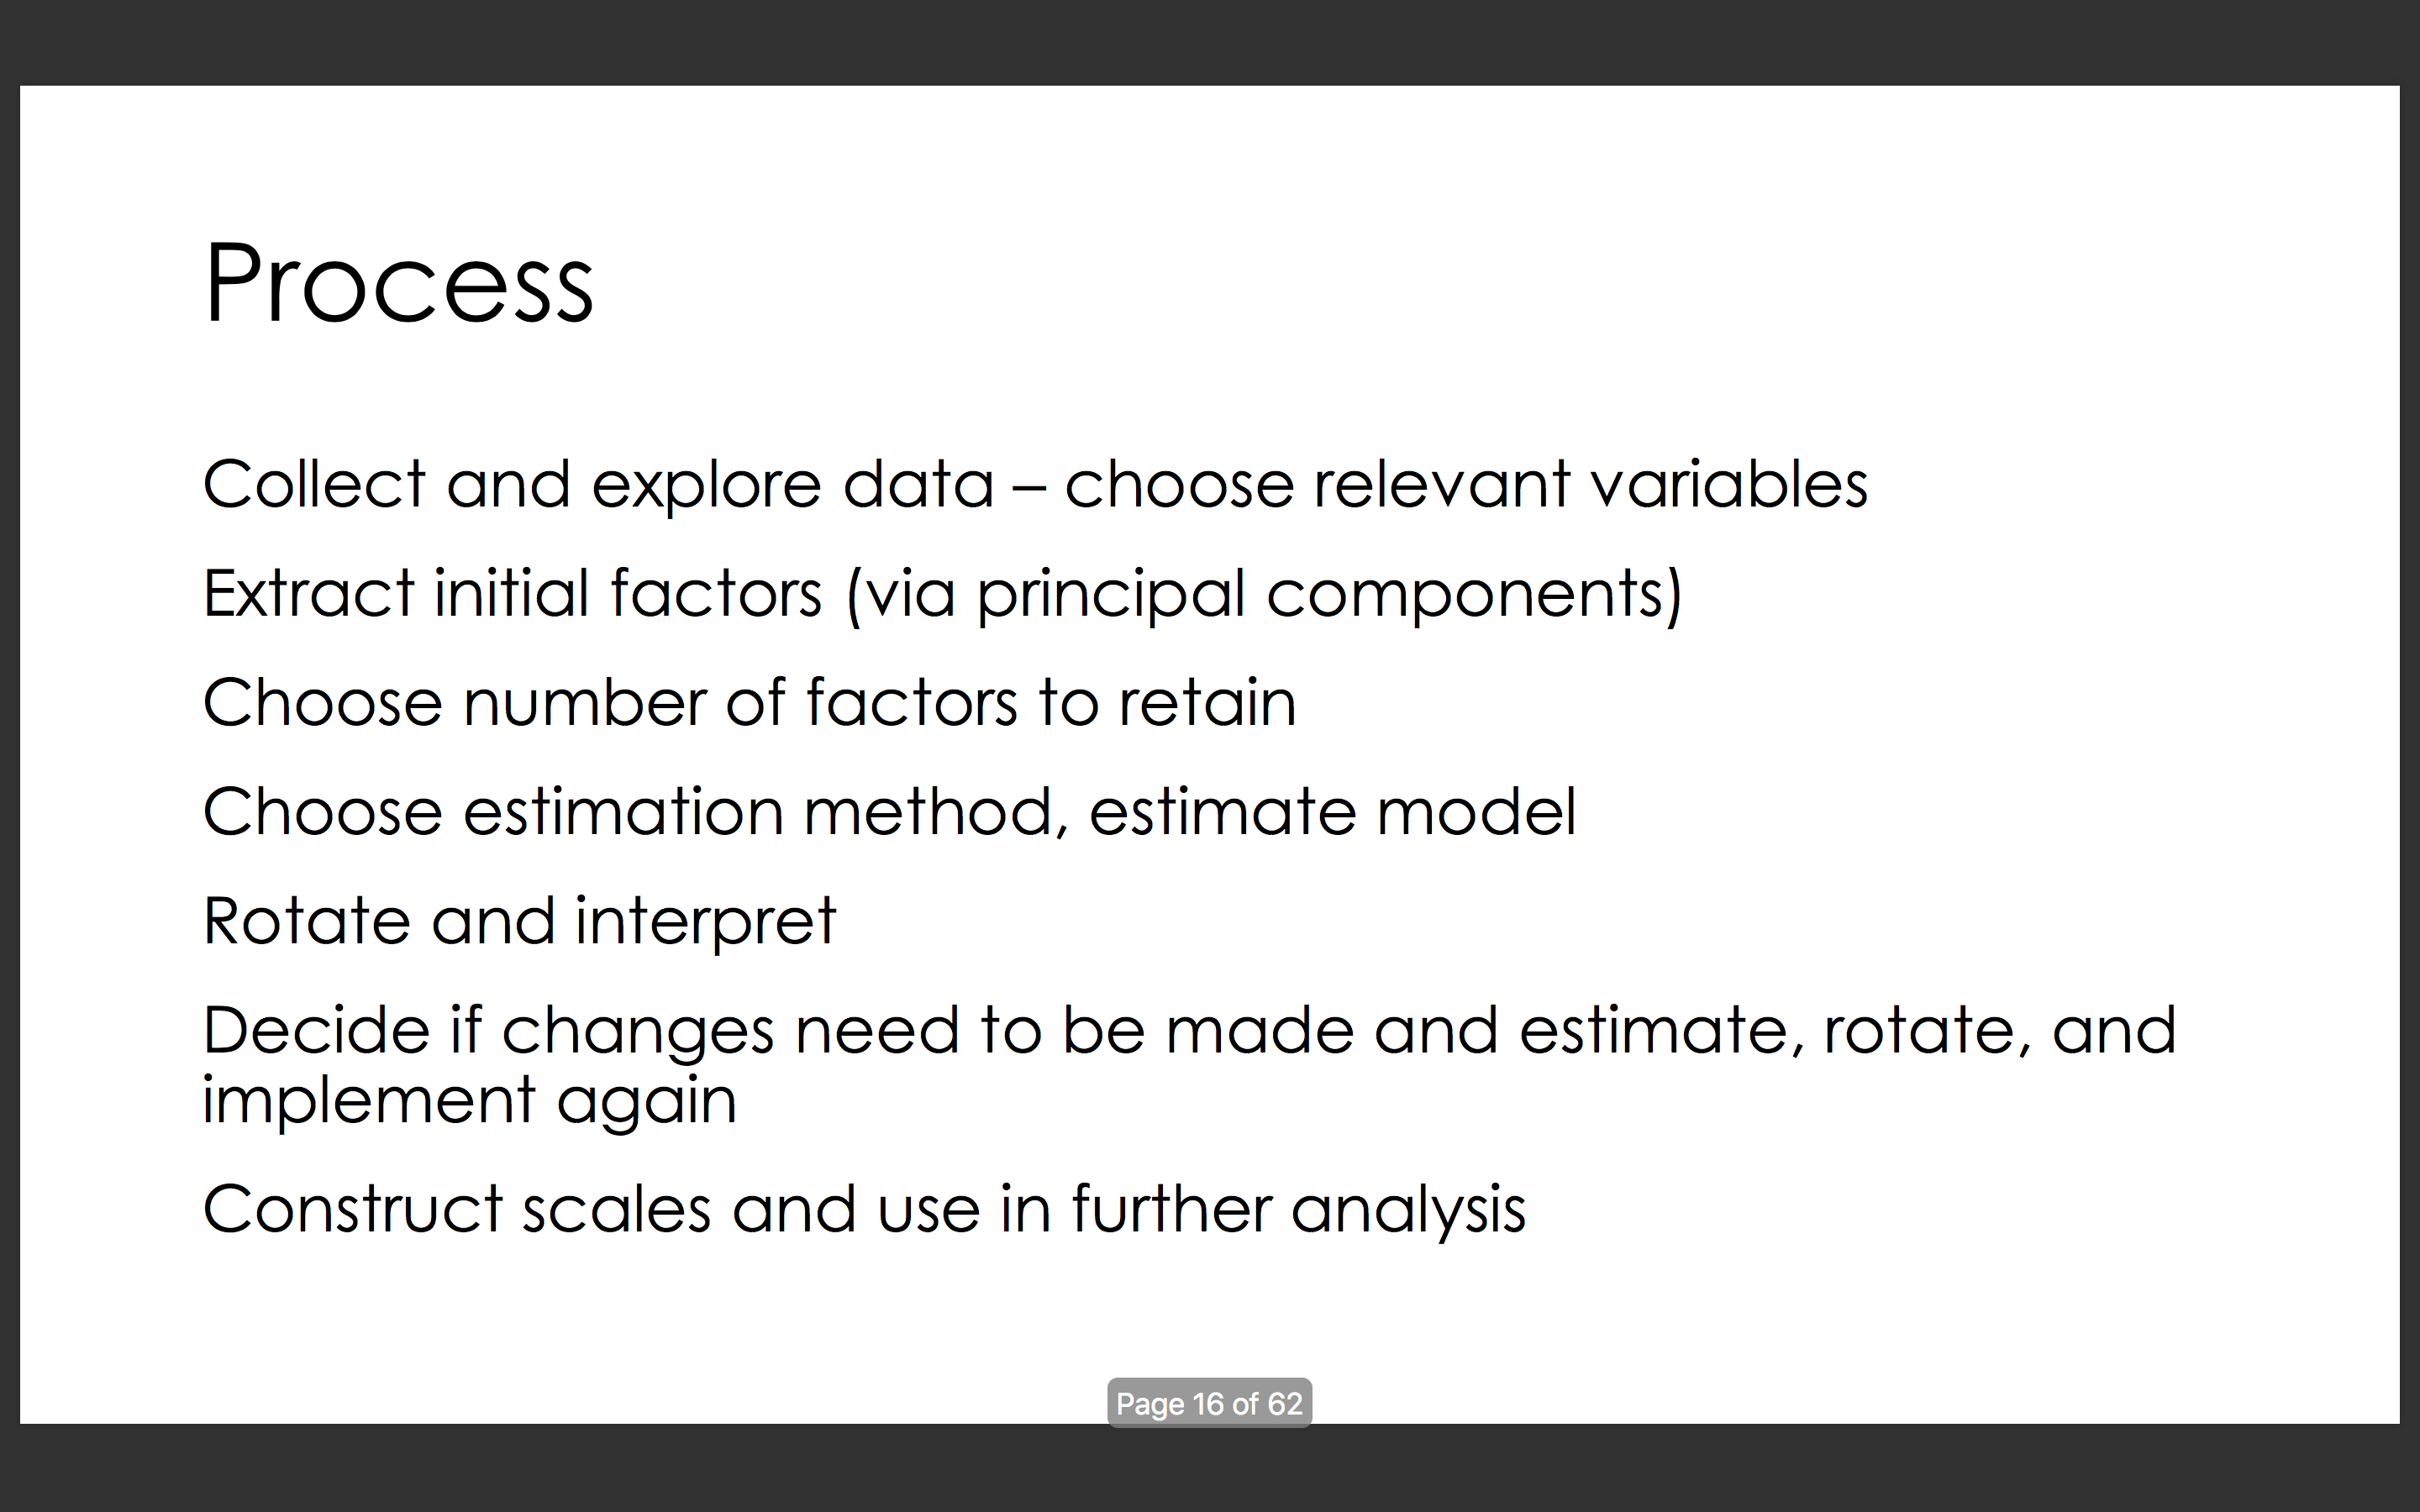 Process
Collect and explore data – choose relevant variables
Extract initial factors (via principal components)
Choose number of factors to retain
Choose estimation method, estimate model
Rotate and interpret
Decide if changes need to be made and estimate, rotate, and
implement again
Construct scales and use in further analysis
Page 16 of 62